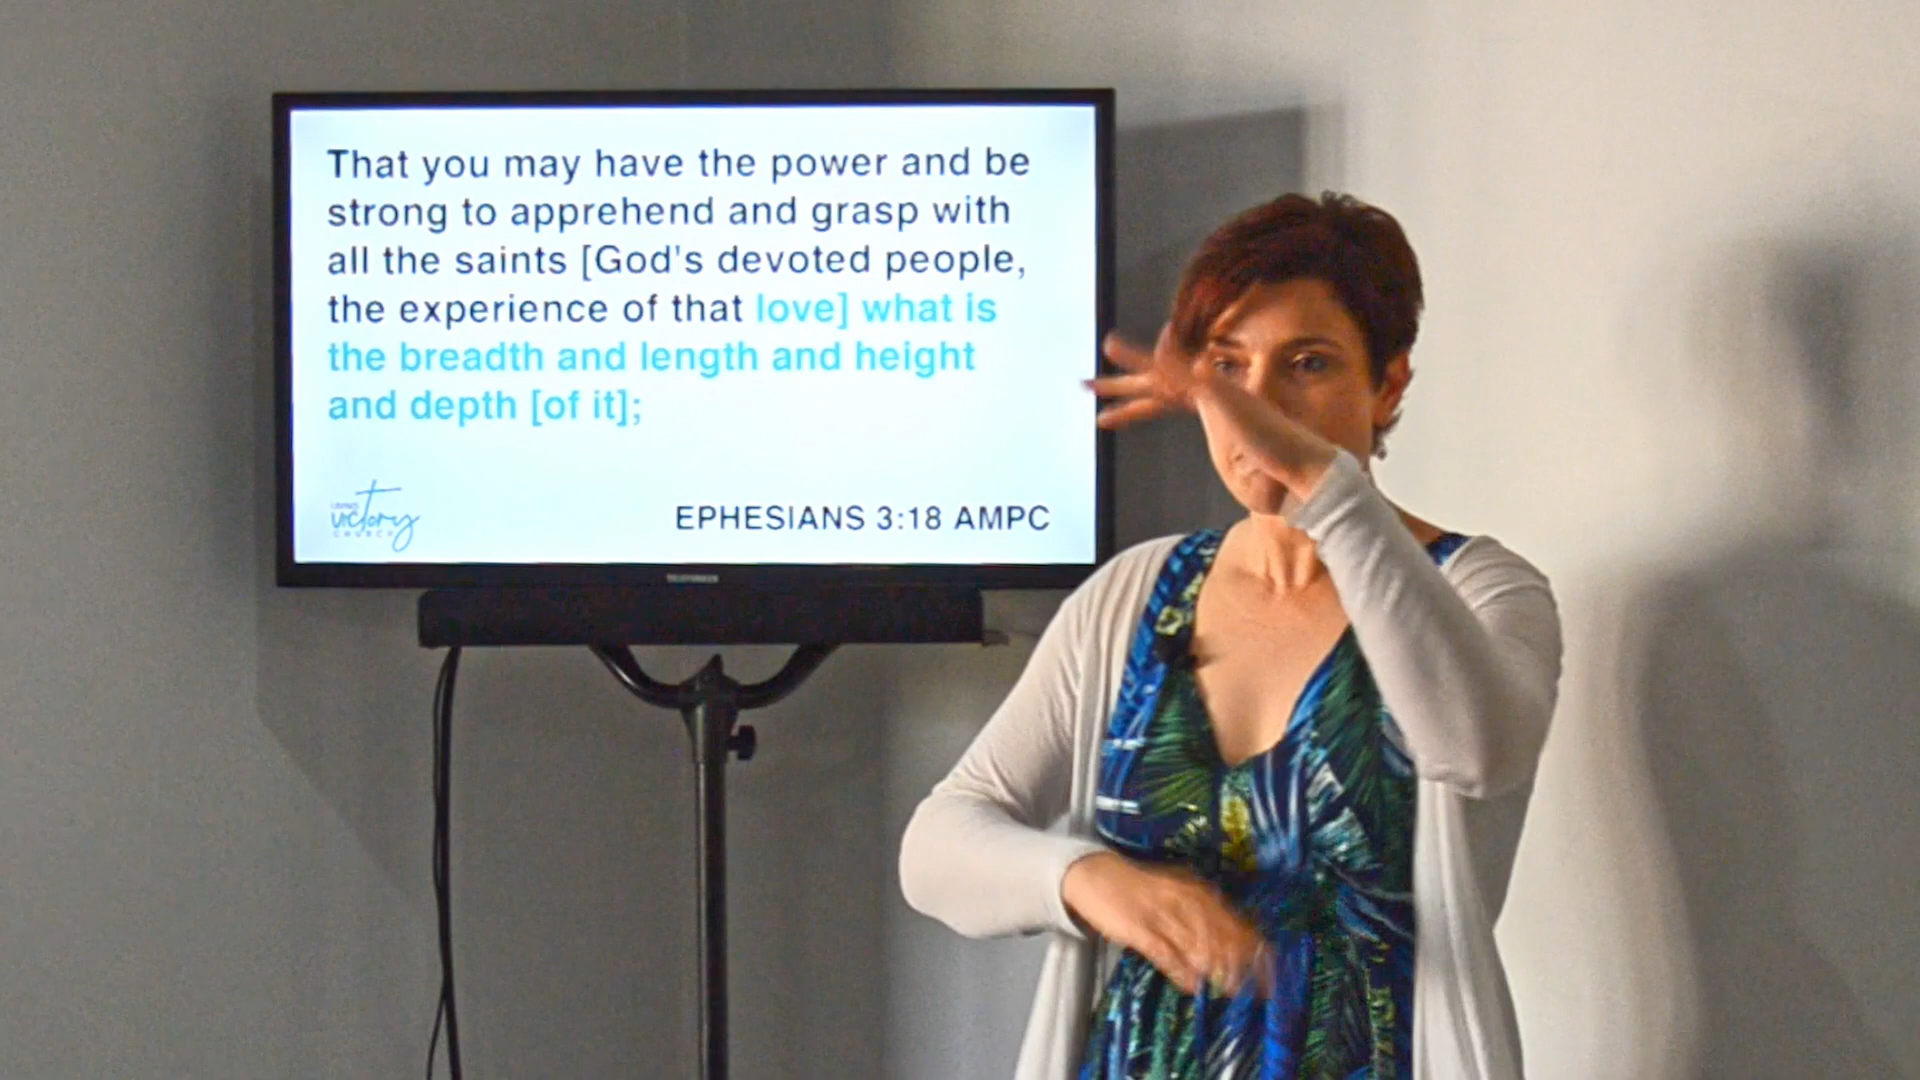 That you may have the power and be
strong to apprehend and grasp with
all the saints [God's devoted people,
the experience of that love] what is
the breadth and length and height
and depth [of it];
victory
CHURCH
EPHESIANS 3:18 AMPC
TELEFUNKEN